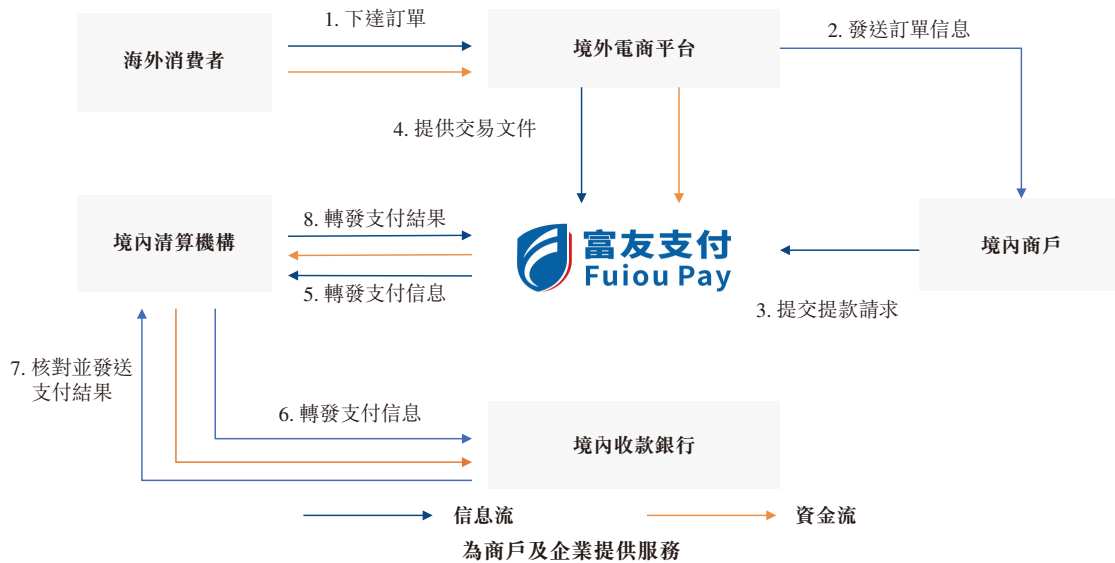 1. 下達訂單
海外消費者
境外電商平台
2. 發送訂單信息
4. 提供交易文件
境內清算機構
8. 轉發支付結果
富友支付
Fuiou Pay
5. 轉發支付信息
境內商戶
3. 提交提款請求
7. 核對並發送
支付結果
6. 轉發支付信息
境內收款銀行
信息流
資金流
為商戶及企業提供服務